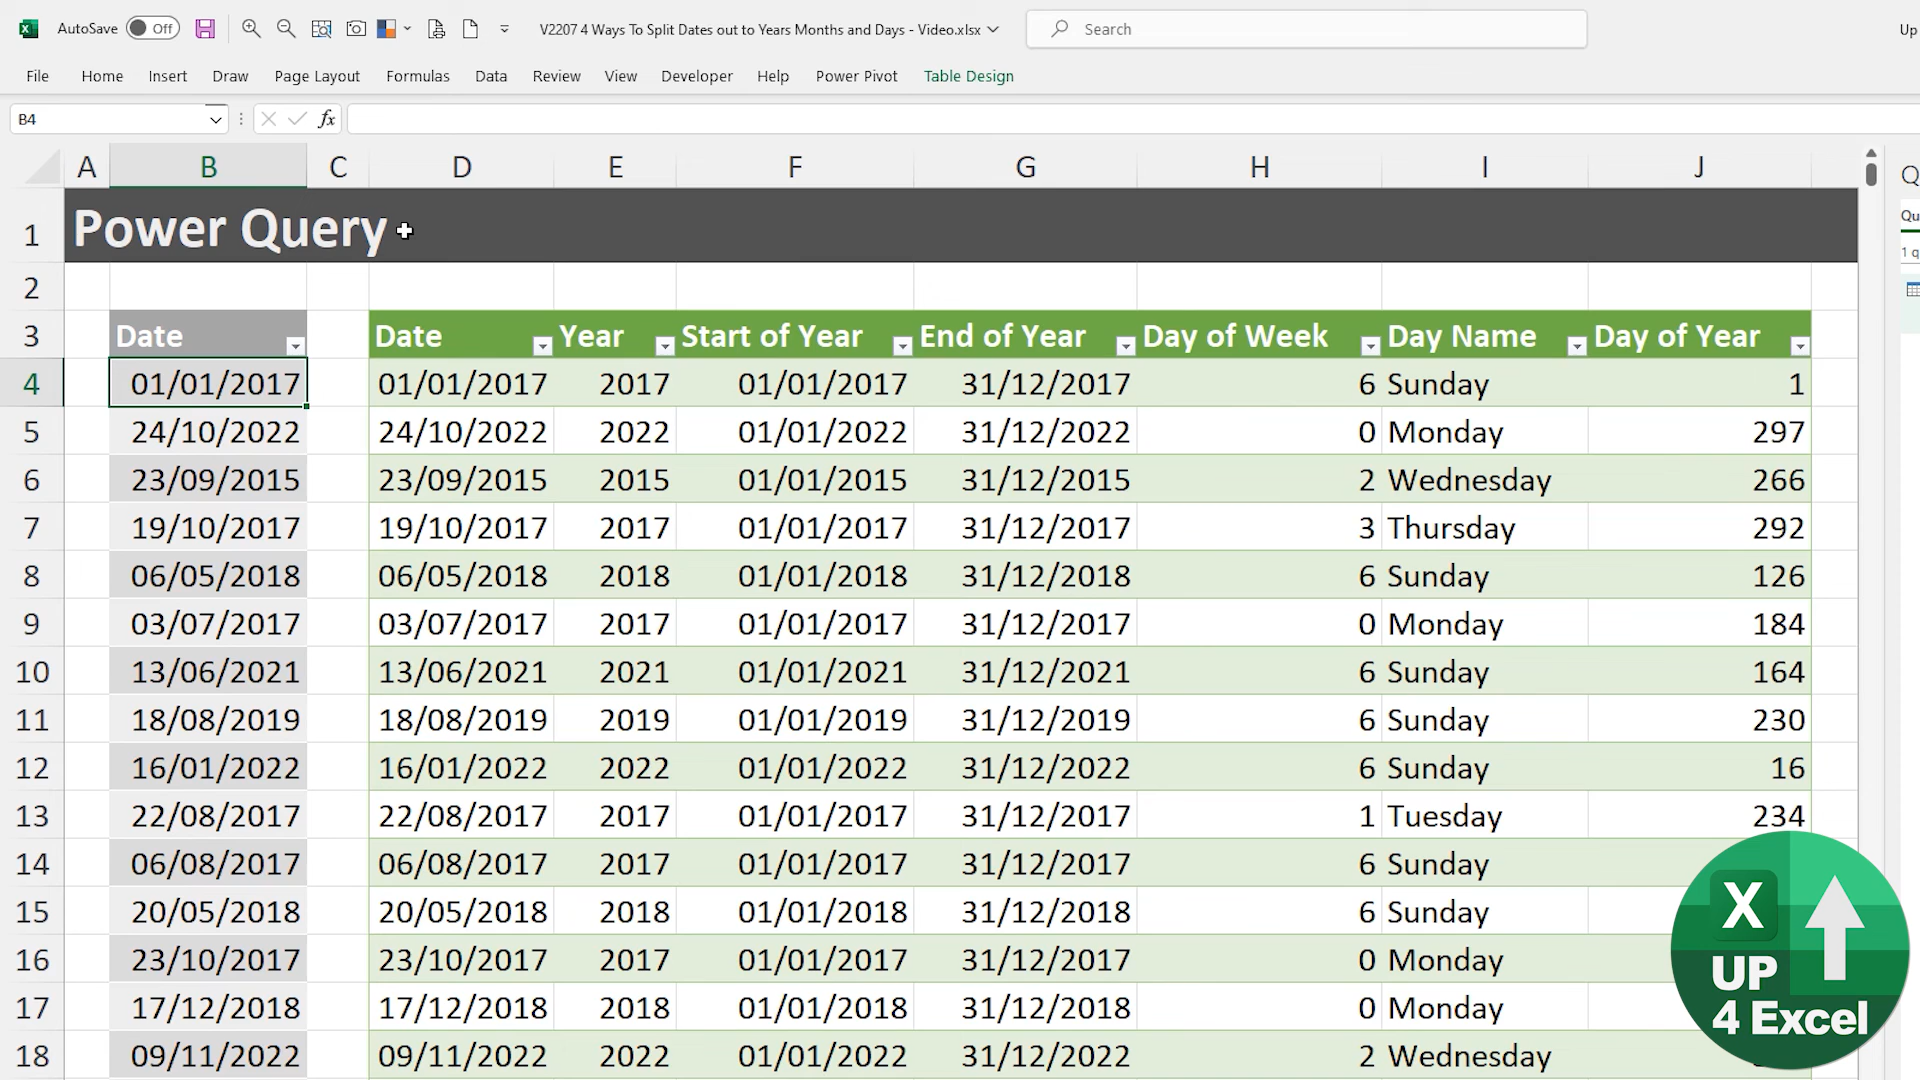 AutoSave Off V2207 4 Ways To Split Dates out to Years Months and Days - Video.xlsx Search Up
File Home Insert Draw Page Layout Formulas Data Review View Developer Help Power Pivot Table Design
B4 fx
A B C D E F G H I J
1 Power Query
2
3 Date Date Year Start of Year End of Year Day of Week Day Name Day of Year
4 01/01/2017 01/01/2017 2017 01/01/2017 31/12/2017 6 Sunday 1
5 24/10/2022 24/10/2022 2022 01/01/2022 31/12/2022 0 Monday 297
6 23/09/2015 23/09/2015 2015 01/01/2015 31/12/2015 2 Wednesday 266
7 19/10/2017 19/10/2017 2017 01/01/2017 31/12/2017 3 Thursday 292
8 06/05/2018 06/05/2018 2018 01/01/2018 31/12/2018 6 Sunday 126
9 03/07/2017 03/07/2017 2017 01/01/2017 31/12/2017 0 Monday 184
10 13/06/2021 13/06/2021 2021 01/01/2021 31/12/2021 6 Sunday 164
11 18/08/2019 18/08/2019 2019 01/01/2019 31/12/2019 6 Sunday 230
12 16/01/2022 16/01/2022 2022 01/01/2022 31/12/2022 6 Sunday 16
13 22/08/2017 22/08/2017 2017 01/01/2017 31/12/2017 1 Tuesday 234
14 06/08/2017 06/08/2017 2017 01/01/2017 31/12/2017 6 Sunday
15 20/05/2018 20/05/2018 2018 01/01/2018 31/12/2018 6 Sunday
16 23/10/2017 23/10/2017 2017 01/01/2017 31/12/2017 0 Monday
17 17/12/2018 17/12/2018 2018 01/01/2018 31/12/2018 0 Monday
18 09/11/2022 09/11/2022 2022 01/01/2022 31/12/2022 2 Wednesday
X
UP
4 Excel